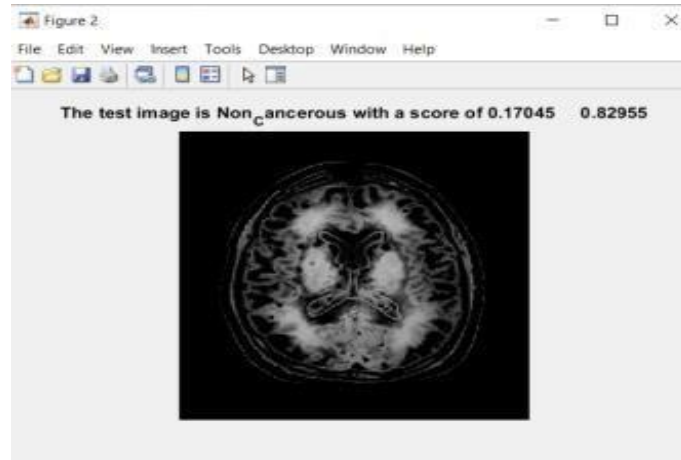 Figure 2
File Edit View Insert Tools Desktop Window Help
The test image is Non_cancerous with a score of 0.17045 0.82955